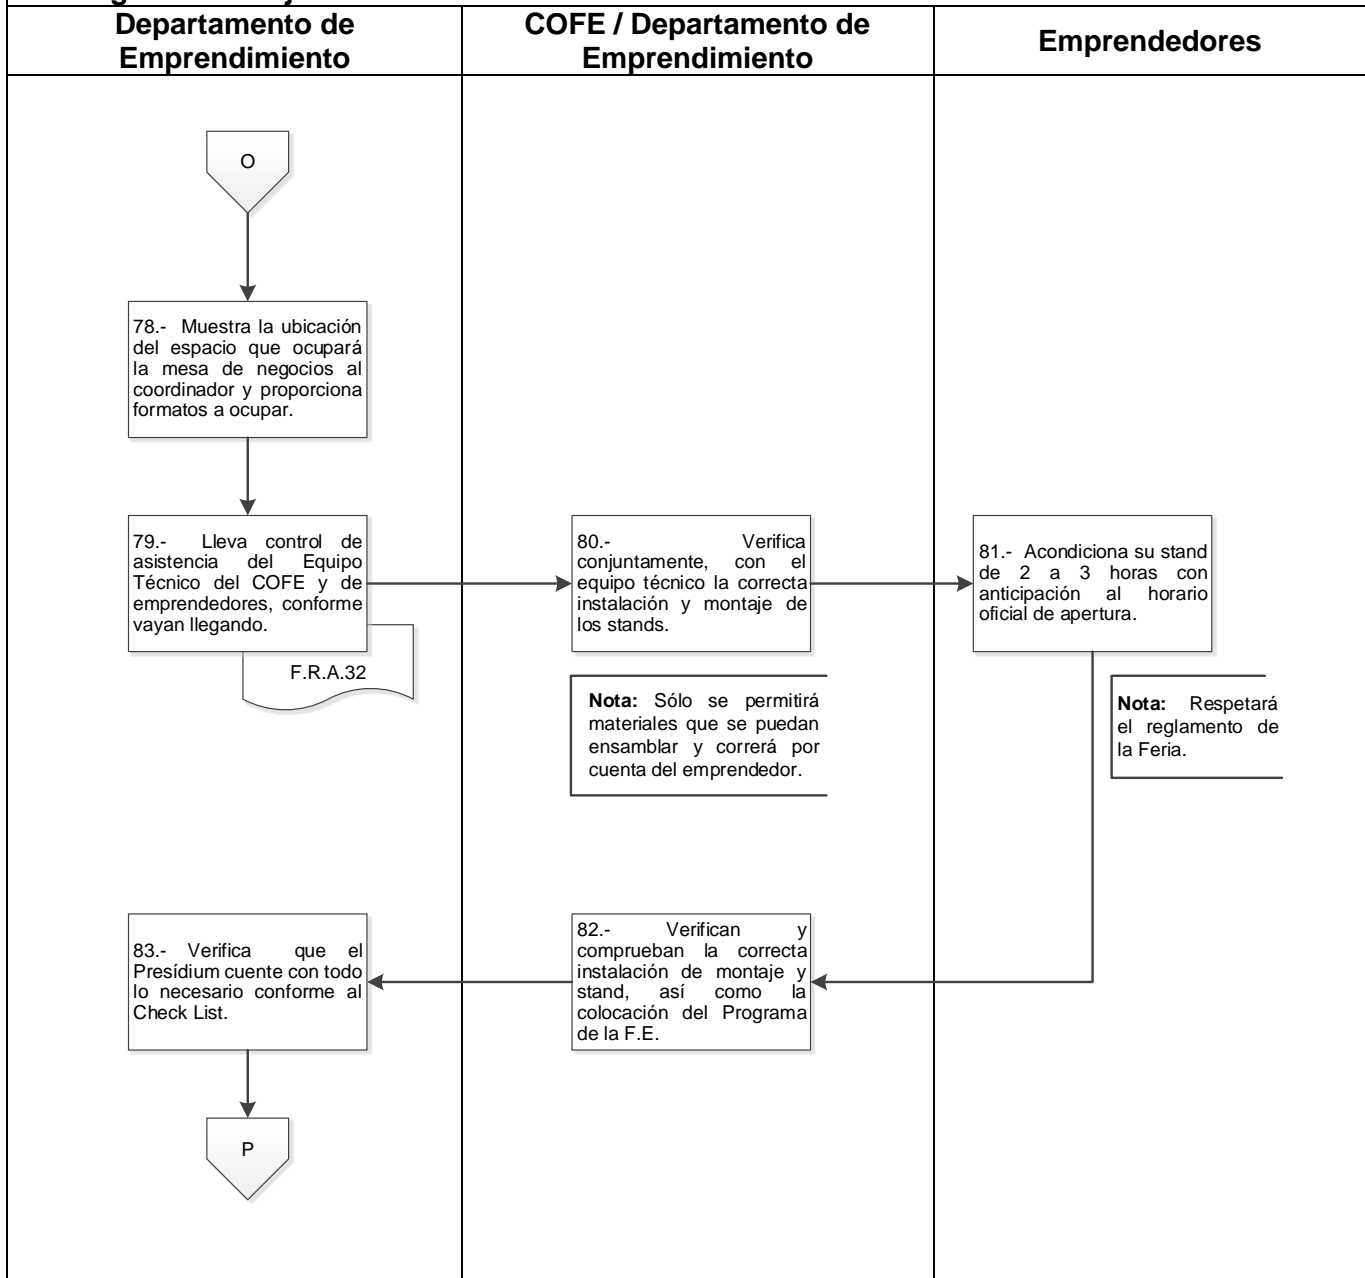 Departamento de
Emprendimiento
COFE / Departamento de
Emprendimiento
Emprendedores
O
78.- Muestra la ubicación
del espacio que ocupará
la mesa de negocios al
coordinador y proporciona
formatos a ocupar.
79.- Lleva control de
asistencia del Equipo
Técnico del COFE y de
emprendedores, conforme
vayan llegando.
F.R.A.32
80.- Verifica
conjuntamente, con el
equipo técnico la correcta
instalación y montaje de
los stands.
Nota: Sólo se permitirá
materiales que se puedan
ensamblar y correrá por
cuenta del emprendedor.
81.- Acondiciona su stand
de 2 a 3 horas con
anticipación al horario
oficial de apertura.
Nota: Respetará
el reglamento de
la Feria.
82.- Verifican y
comprueban la correcta
instalación de montaje y
stand, así como la
colocación del Programa
de la F.E.
83.- Verifica que el
Presídium cuente con todo
lo necesario conforme al
Check List.
P